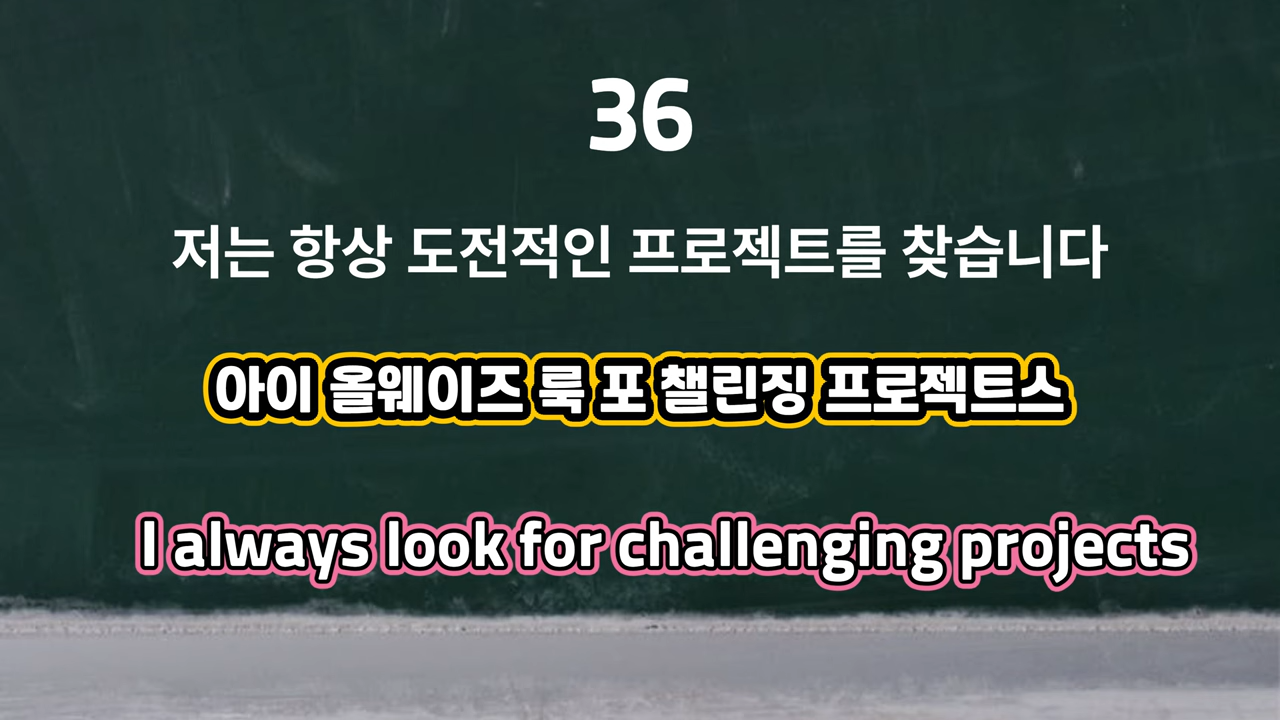 36
저는 항상 도전적인 프로젝트를 찾습니다
아이 올웨이즈 룩 포 챌린징 프로젝트스
I always look for challenging projects